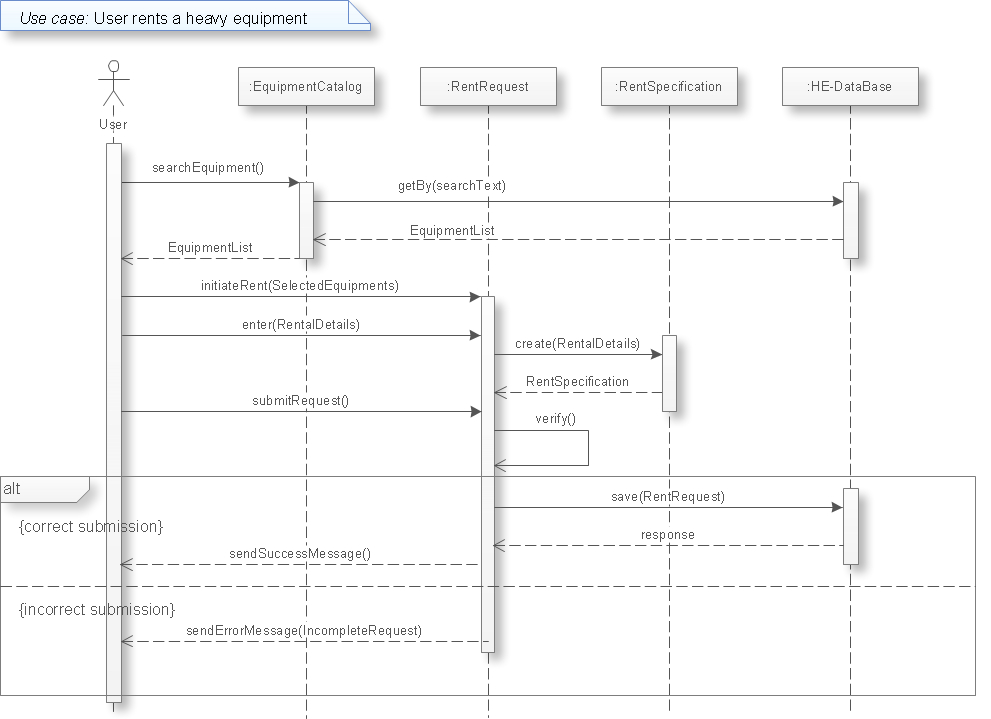 Use case: User rents a heavy equipment
:EquipmentCatalog
:RentRequest
:RentSpecification
:HE-DataBase
User
searchEquipment()
getBy(searchText)
EquipmentList
EquipmentList
initiateRent(SelectedEquipments)
enter(RentalDetails)
create(RentalDetails)
RentSpecification
submitRequest()
verify()
alt
save(RentRequest)
{correct submission}
response
sendSuccessMessage()
{incorrect submission}
sendErrorMessage(IncompleteRequest)